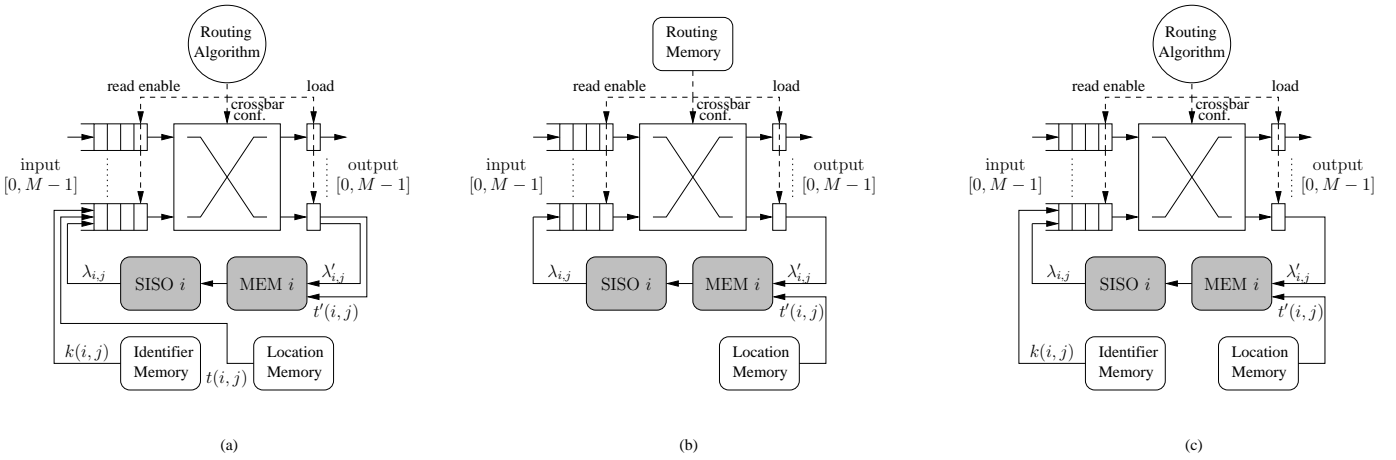 Routing
Algorithm
read enable
load
crossbar
conf.
input
[0, M − 1]
output
[0, M − 1]
λi,j
SISO i
MEM i
λ′i,j
t′(i, j)
k(i, j)
Identifier
Memory
t(i, j)
Location
Memory
(a)
Routing
Memory
read enable
load
crossbar
conf.
input
[0, M − 1]
output
[0, M − 1]
λi,j
SISO i
MEM i
λ′i,j
t′(i, j)
Location
Memory
(b)
Routing
Algorithm
read enable
load
crossbar
conf.
input
[0, M − 1]
output
[0, M − 1]
λi,j
SISO i
MEM i
λ′i,j
t′(i, j)
k(i, j)
Identifier
Memory
Location
Memory
(c)